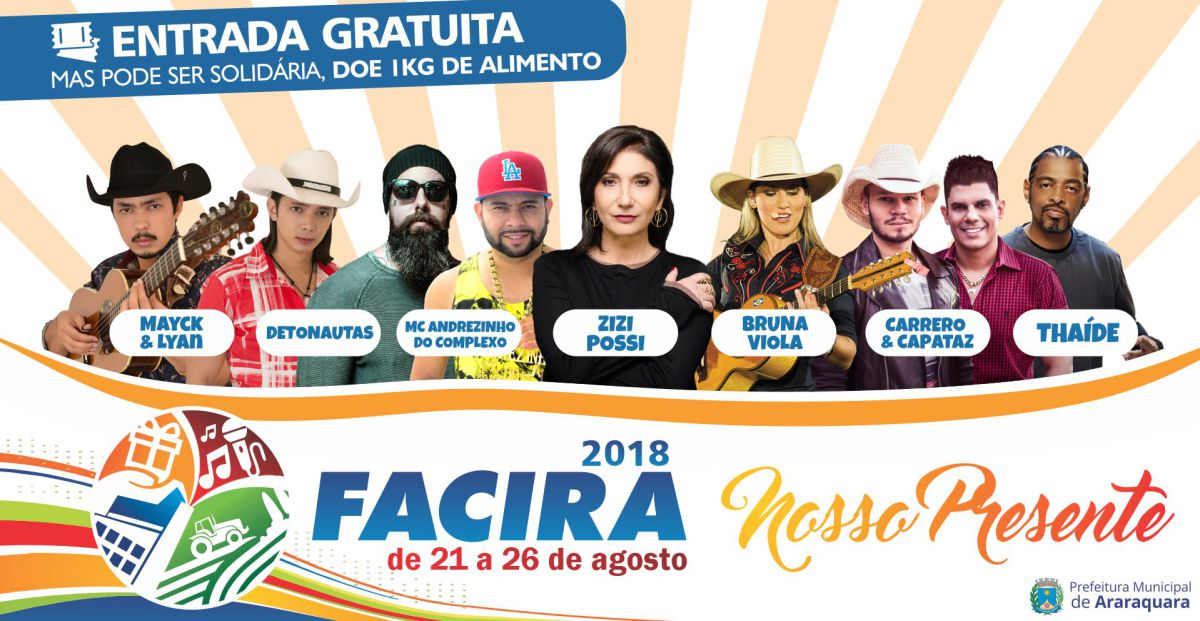 ENTRADA GRATUITA
MAS PODE SER SOLIDÁRIA, DOE 1KG DE ALIMENTO
LA
MAYCK
& LYAN
DETONAUTAS
MC ANDREZINHO
DO COMPLEXO
ZIZI
POSSI
BRUNA
VIOLA
CARRERO
& CAPATAZ
THAÍDE
2018
FACIRA
de 21 a 26 de agosto
Nosso Presente
Prefeitura Municipal
de Araraquara